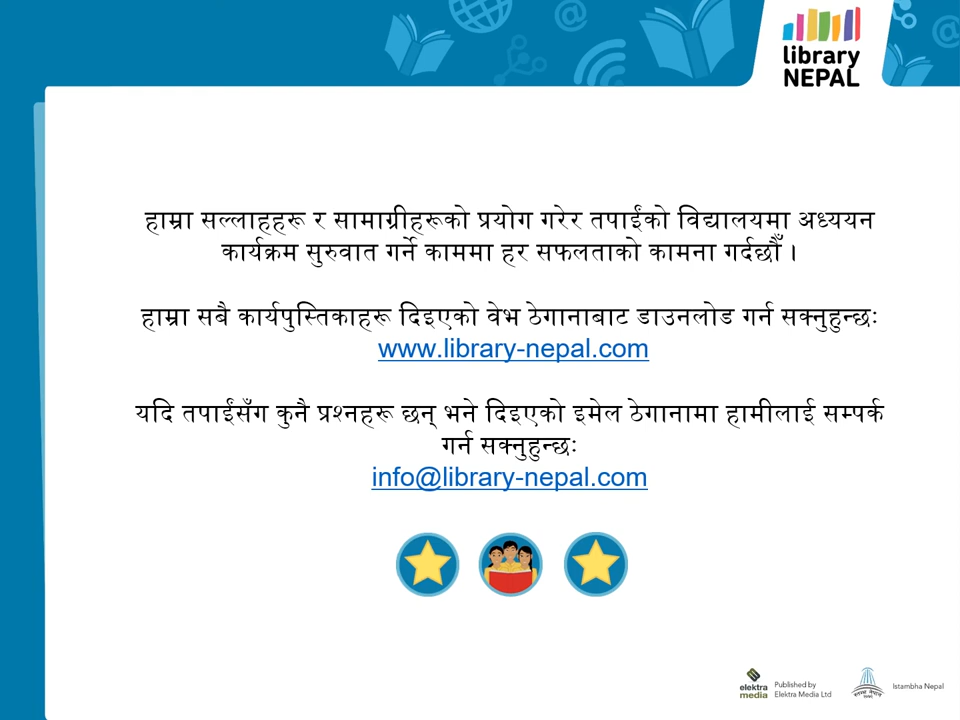 library
NEPAL
हाम्रा सल्लाहहरू र सामाग्रीहरूको प्रयोग गरेर तपाईंको विद्यालयमा अध्ययन
कार्यक्रम सुरुवात गर्ने काममा हर सफलताको कामना गर्दछौँ ।
हाम्रा सबै कार्यपुस्तिकाहरू दिइएको वेभ ठेगानाबाट डाउनलोड गर्न सक्नुहुन्छः
www.library-nepal.com
यदि तपाईंसँग कुनै प्रश्नहरू छन् भने दिइएको इमेल ठेगानामा हामीलाई सम्पर्क
गर्न सक्नुहुन्छः
info@library-nepal.com
elektra
media
Published by
Elektra Media Ltd
Istambha Nepal